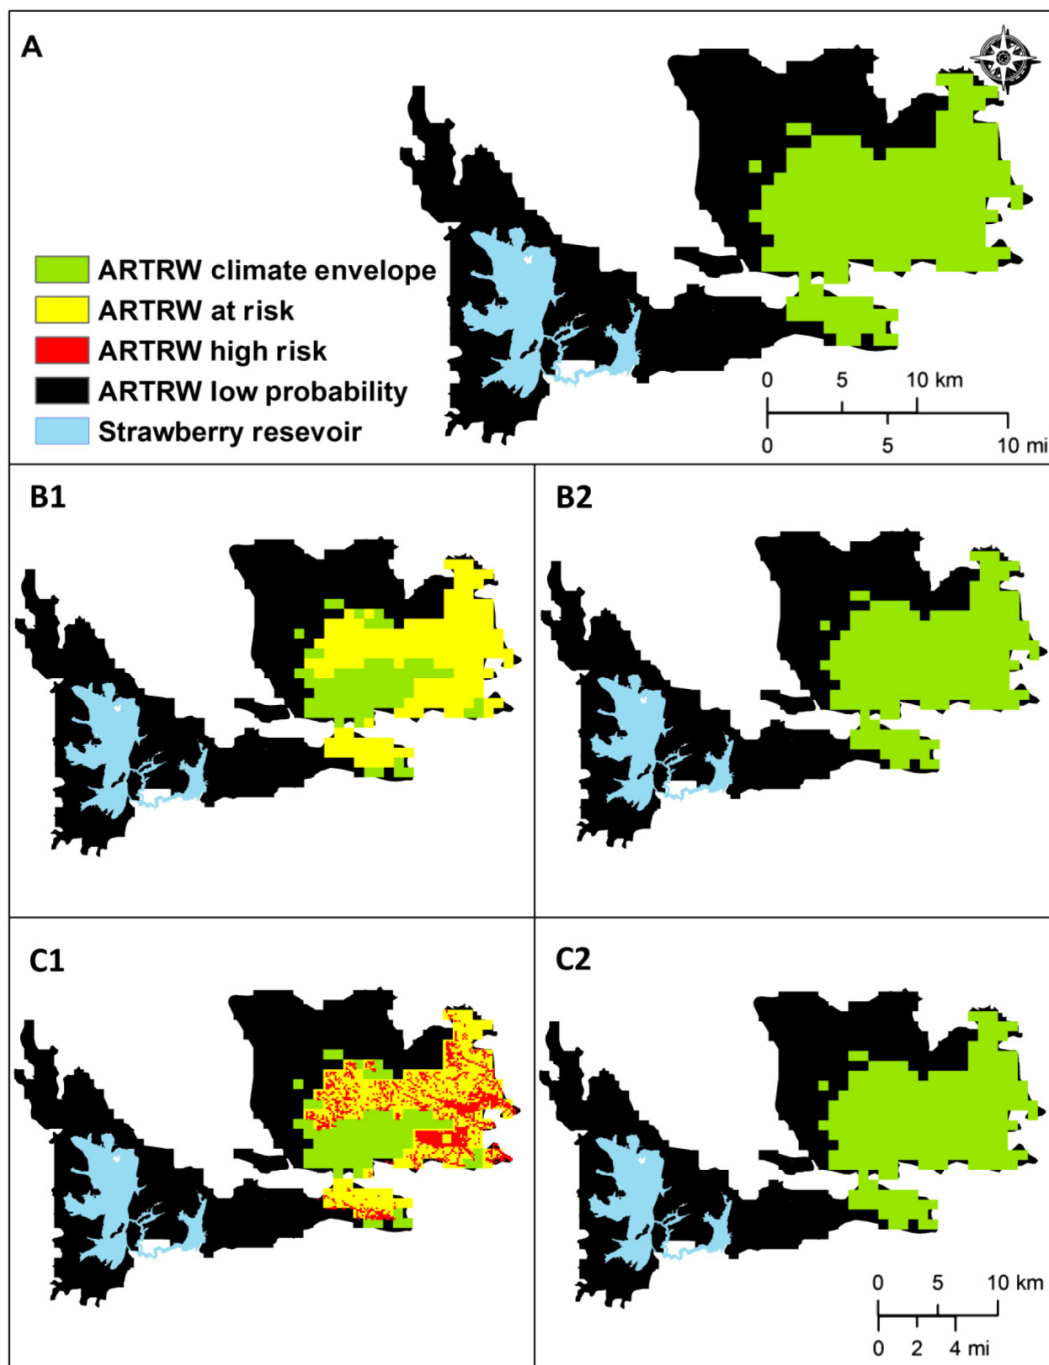 A
ARTRW climate envelope
ARTRW at risk
ARTRW high risk
ARTRW low probability
Strawberry resevoir
0 5 10 km
0 5 10 mi
B1
B2
C1
C2
0 5 10 km
0 2 4 mi